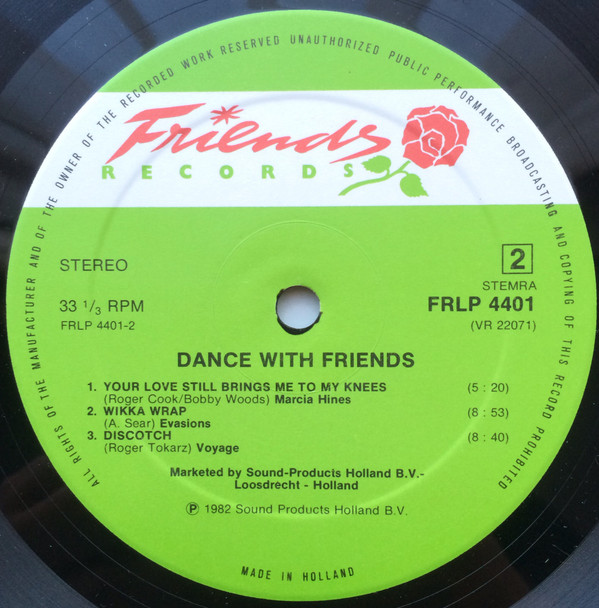 ALL RIGHTS OF THE MANUFACTURER AND OF THE OWNER OF THE RECORDED WORK RESERVED UNAUTHORIZED PUBLIC PERFORMANCE BROADCASTING AND COPYING OF THIS RECORD PROHIBITED
Friends
RECORDS
STEREO
2
STEMRA
33 1/3 RPM
FRLP 4401
FRLP 4401-2
(VR 22071)
DANCE WITH FRIENDS
1. YOUR LOVE STILL BRINGS ME TO MY KNEES (5 : 20)
(Roger Cook/Bobby Woods) Marcia Hines
2. WIKKA WRAP (8 : 53)
(A. Sear) Evasions
3. DISCOTCH (8 : 40)
(Roger Tokarz) Voyage
Marketed by Sound-Products Holland B.V.-
Loosdrecht - Holland
℗ 1982 Sound Products Holland B.V.
MADE IN HOLLAND